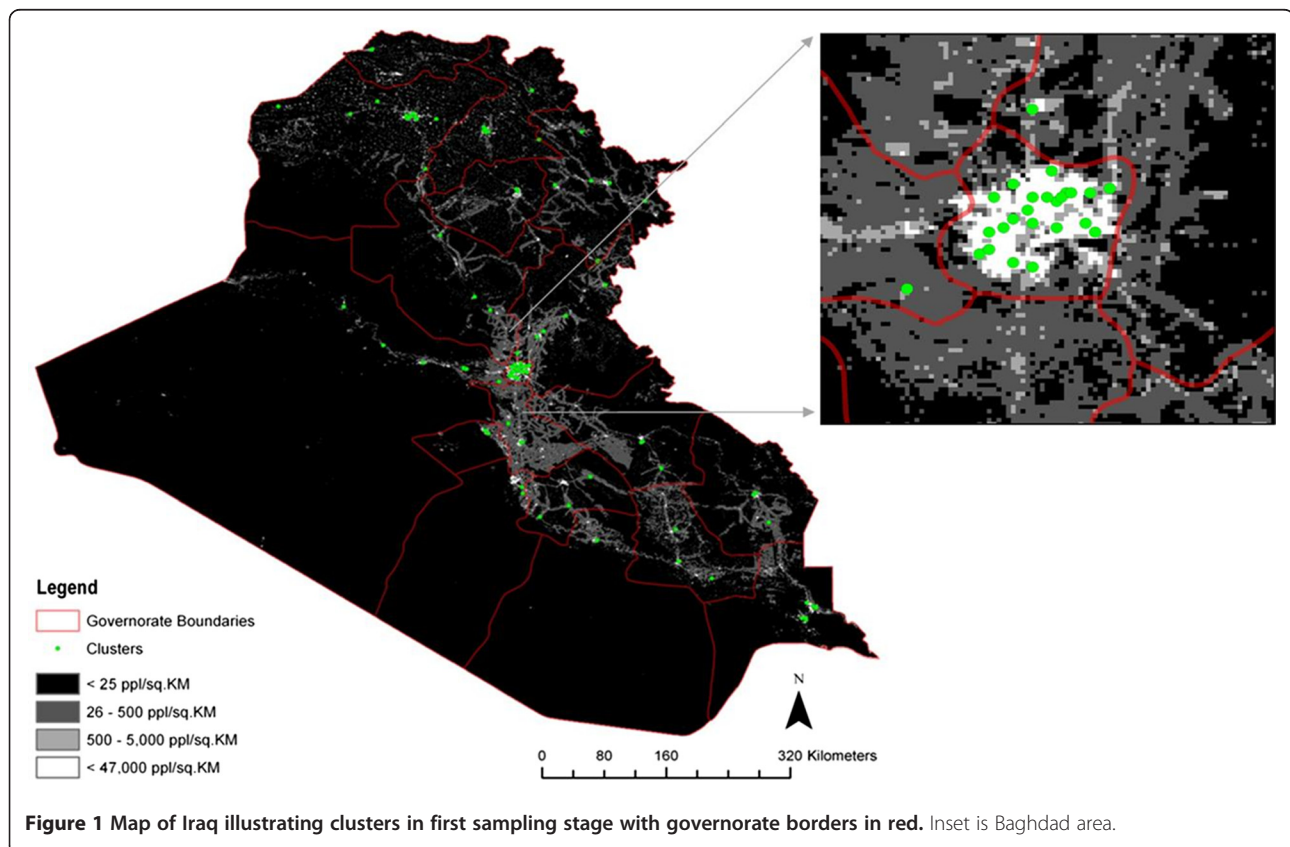 Legend
Governorate Boundaries
Clusters
< 25 ppl/sq.KM
26 - 500 ppl/sq.KM
500 - 5,000 ppl/sq.KM
< 47,000 ppl/sq.KM
N
0 80 160 320 Kilometers
Figure 1 Map of Iraq illustrating clusters in first sampling stage with governorate borders in red. Inset is Baghdad area.